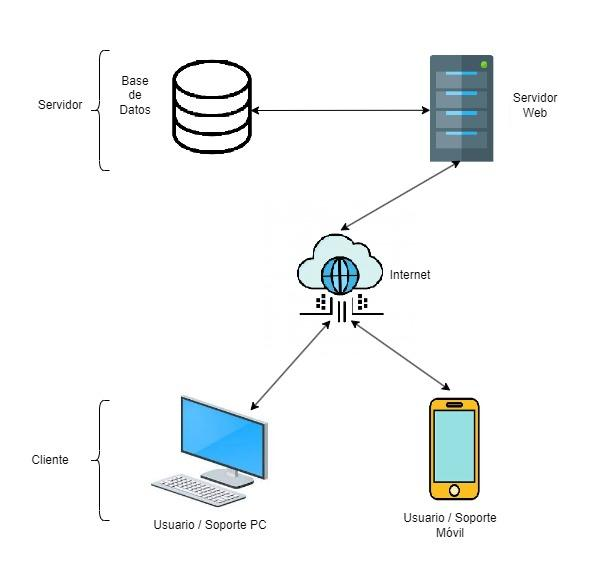 Servidor
Base
de
Datos
Servidor
Web
Internet
Cliente
Usuario / Soporte PC
Usuario / Soporte
Móvil